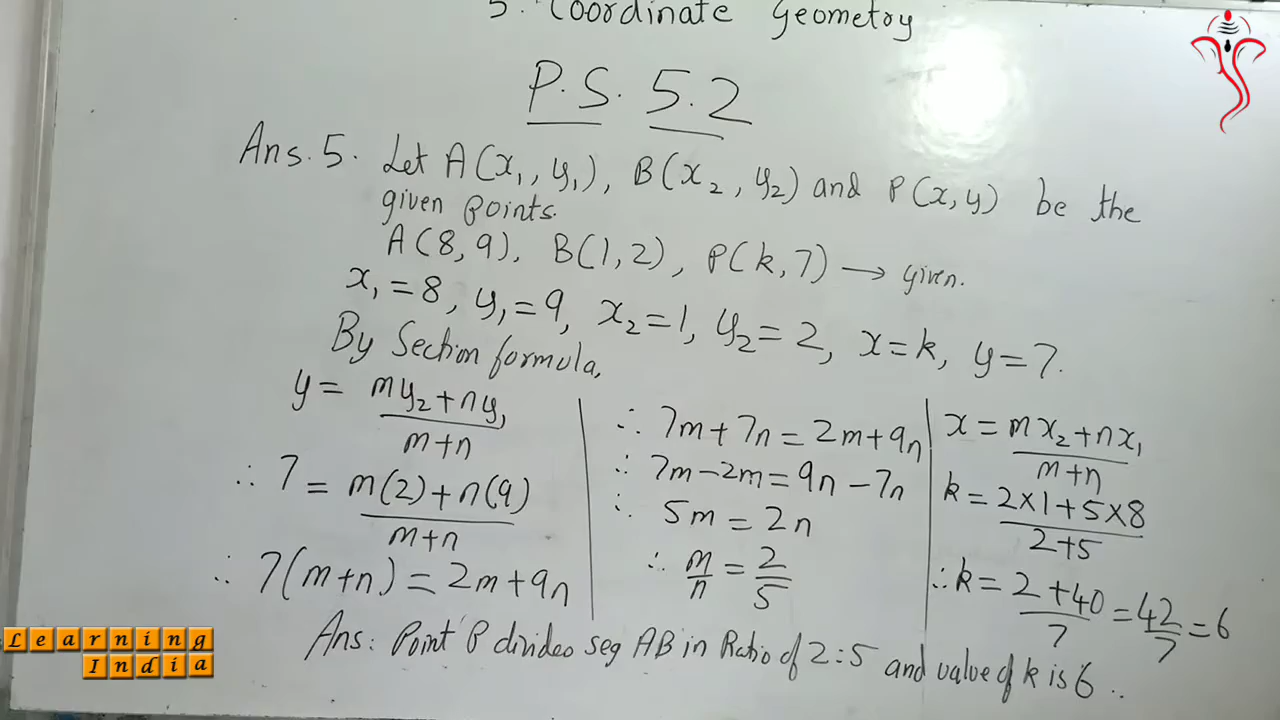 5. Coordinate Geometry
P.S. 5.2
Ans. 5. Let A(x₁, y₁), B(x₂, y₂) and P(x, y) be the
given points.
A(8, 9), B(1, 2), P(k, 7) → given.
x₁ = 8, y₁ = 9, x₂ = 1, y₂ = 2, x = k, y = 7.
By Section formula,
y = (my₂ + ny₁)/(m+n)
∴ 7 = (m(2) + n(9))/(m+n)
∴ 7(m+n) = 2m + 9n
∴ 7m + 7n = 2m + 9n
∴ 7m − 2m = 9n − 7n
∴ 5m = 2n
∴ m/n = 2/5
x = (mx₂ + nx₁)/(m+n)
k = (2×1 + 5×8)/(2+5)
∴ k = (2 + 40)/7 = 42/7 = 6
Ans: Point P divides seg AB in Ratio of 2:5 and value of k is 6 ..
Learning
India